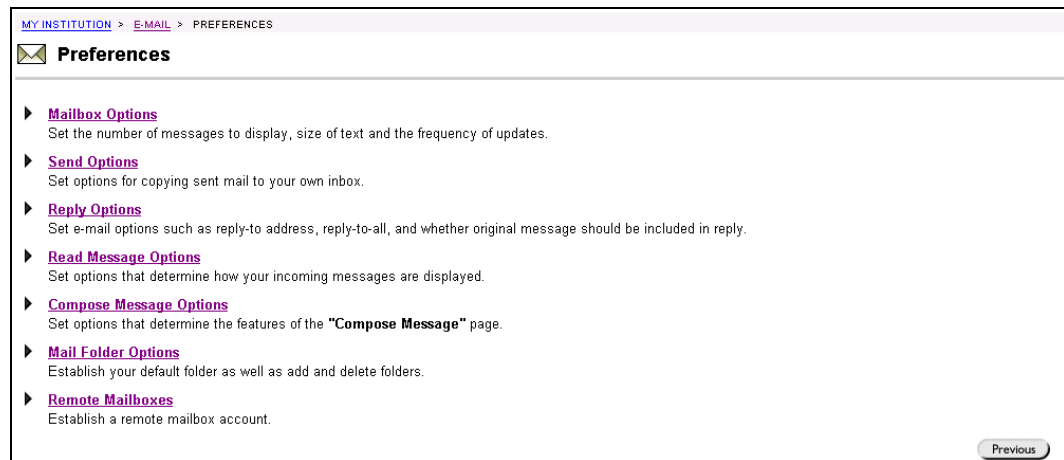 MY INSTITUTION > E-MAIL > PREFERENCES
Preferences
Mailbox Options
Set the number of messages to display, size of text and the frequency of updates.
Send Options
Set options for copying sent mail to your own inbox.
Reply Options
Set e-mail options such as reply-to address, reply-to-all, and whether original message should be included in reply.
Read Message Options
Set options that determine how your incoming messages are displayed.
Compose Message Options
Set options that determine the features of the "Compose Message" page.
Mail Folder Options
Establish your default folder as well as add and delete folders.
Remote Mailboxes
Establish a remote mailbox account.
Previous